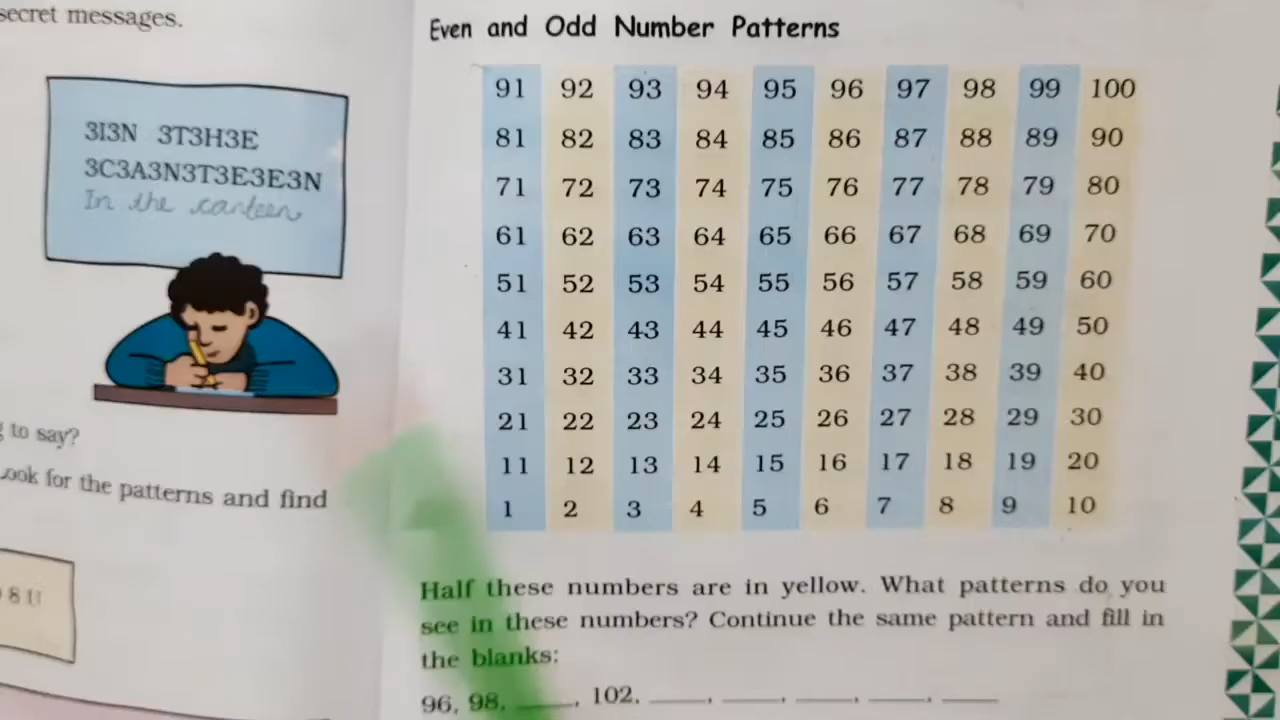 secret messages.
3I3N 3T3H3E
3C3A3N3T3E3E3N
In the canteen
to say?
Look for the patterns and find
Even and Odd Number Patterns
91 92 93 94 95 96 97 98 99 100
81 82 83 84 85 86 87 88 89 90
71 72 73 74 75 76 77 78 79 80
61 62 63 64 65 66 67 68 69 70
51 52 53 54 55 56 57 58 59 60
41 42 43 44 45 46 47 48 49 50
31 32 33 34 35 36 37 38 39 40
21 22 23 24 25 26 27 28 29 30
11 12 13 14 15 16 17 18 19 20
1 2 3 4 5 6 7 8 9 10
Half these numbers are in yellow. What patterns do you
see in these numbers? Continue the same pattern and fill in
the blanks:
96, 98, ____, 102, ____, ____, ____, ____, ____